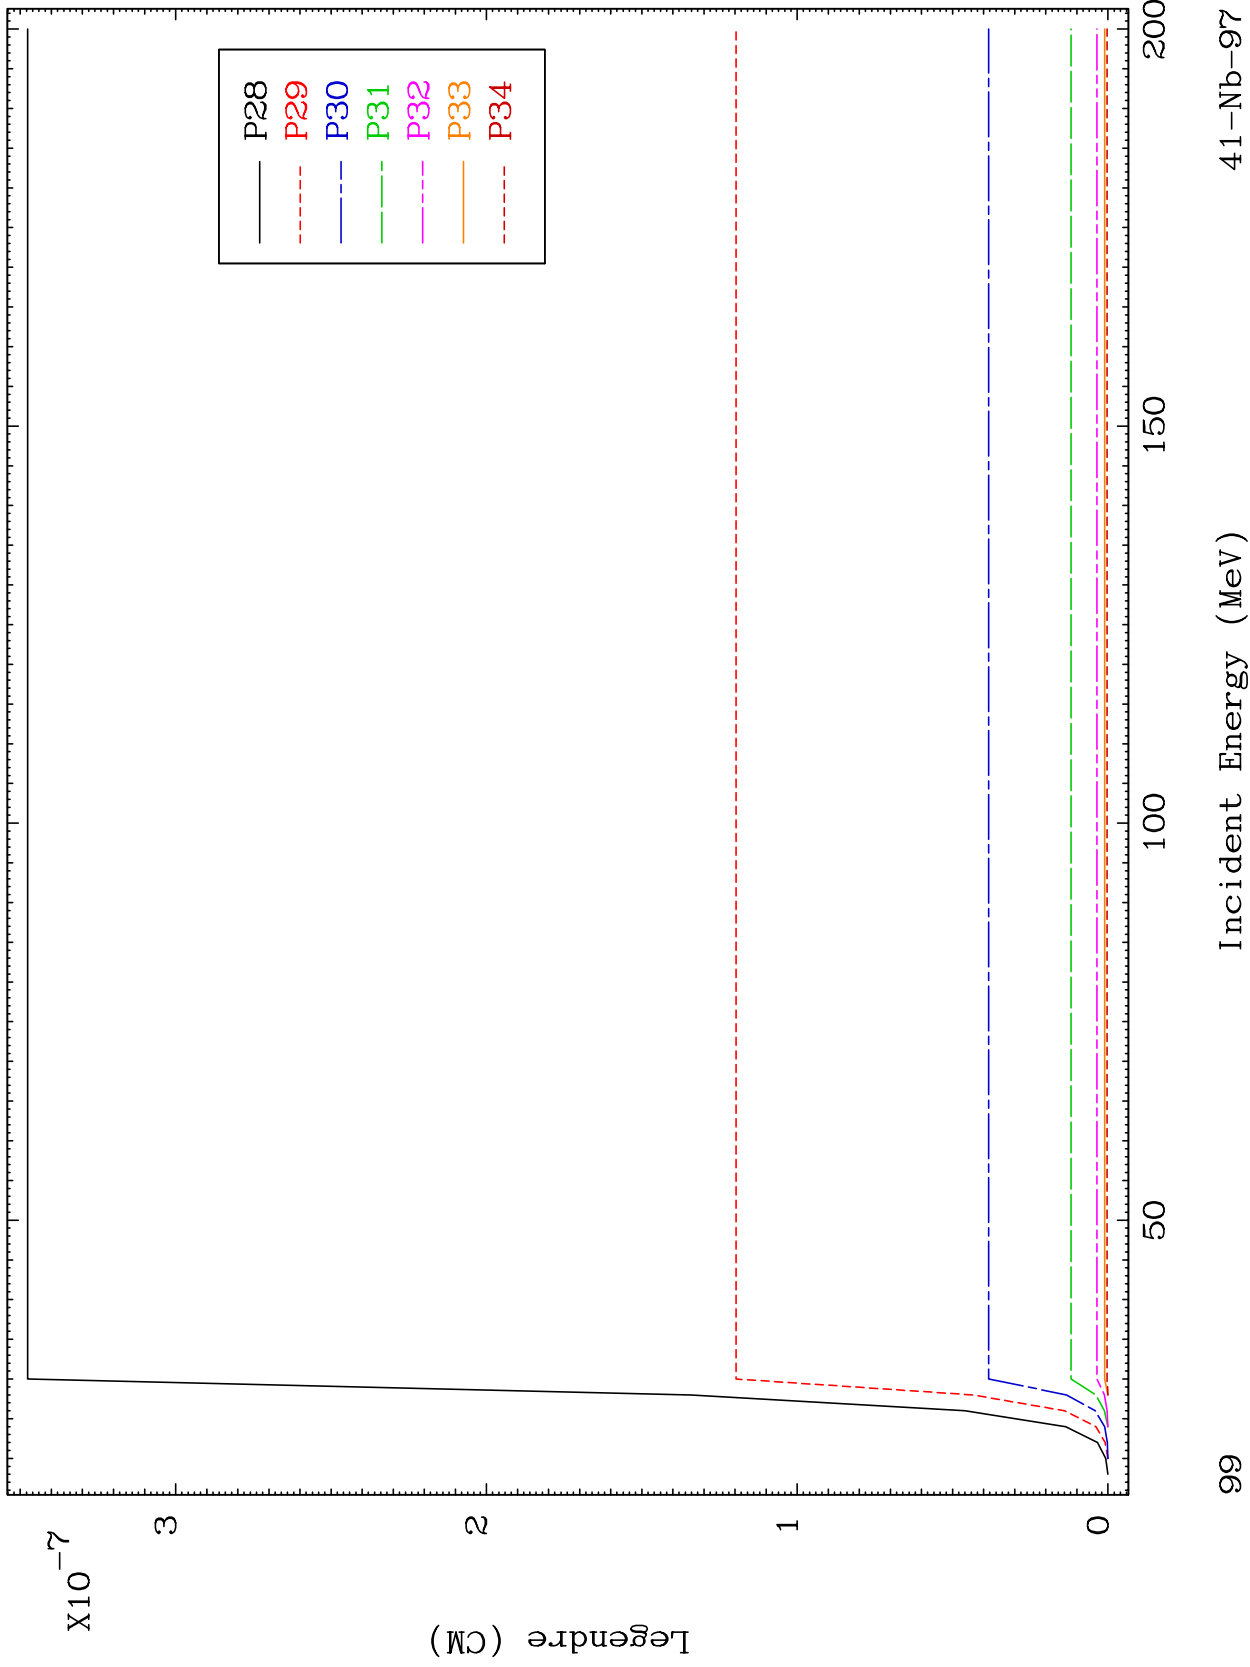 X10⁻⁷
Legendre (CM)
3
2
1
0
P28
P29
P30
P31
P32
P33
P34
50
100
150
200
Incident Energy (MeV)
99
41-Nb-97